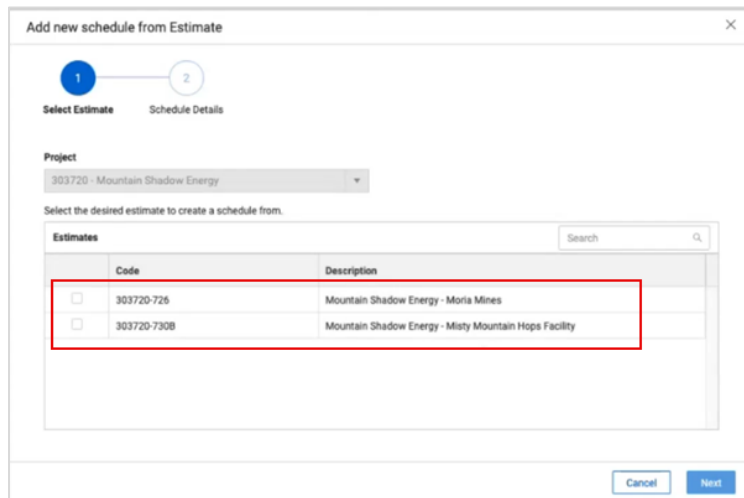 Add new schedule from Estimate
1
2
Select Estimate
Schedule Details
Project
303720 - Mountain Shadow Energy
Select the desired estimate to create a schedule from.
Estimates
Search
Code
Description
303720-726
Mountain Shadow Energy - Moria Mines
303720-730B
Mountain Shadow Energy - Misty Mountain Hops Facility
Cancel
Next